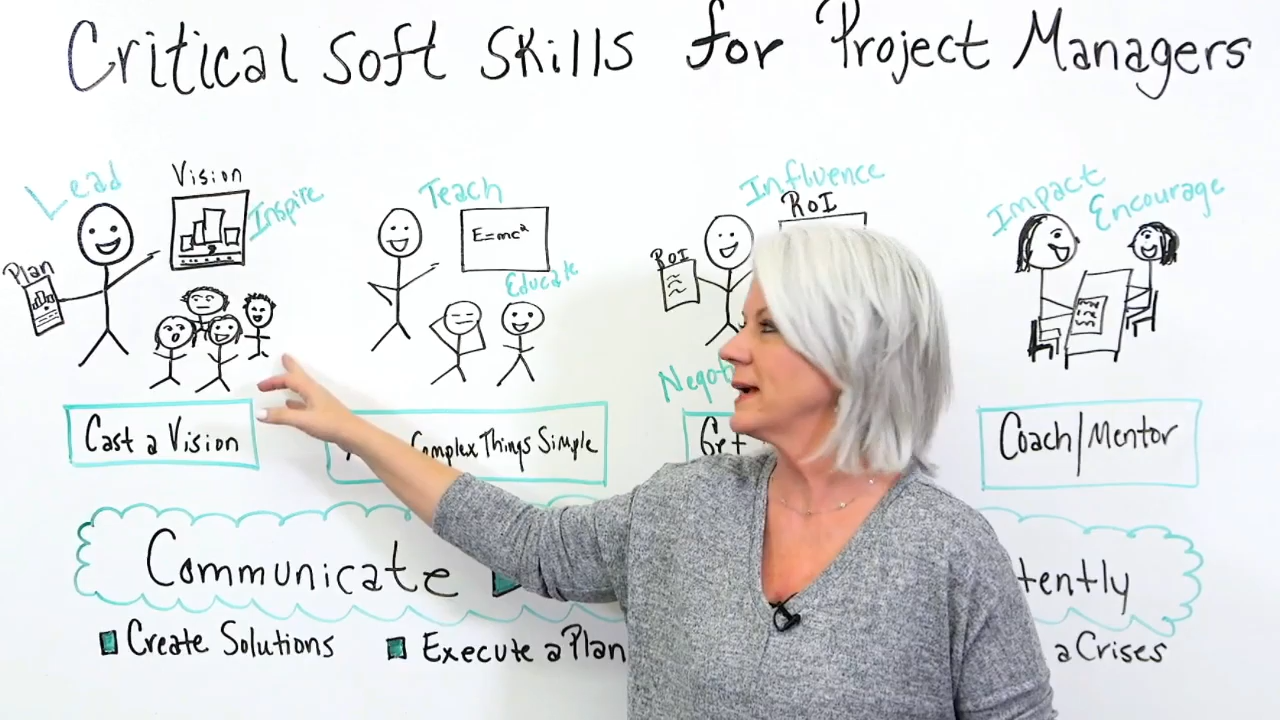 Critical Soft Skills for Project Managers
Lead
Vision
Inspire
Plan
Teach
E=mc²
Educate
Influence
RoI
RoI
Impact
Encourage
Cast a Vision
Complex Things Simple
Get
Coach/Mentor
Communicate
Create Solutions
Execute a Plan
a Crises